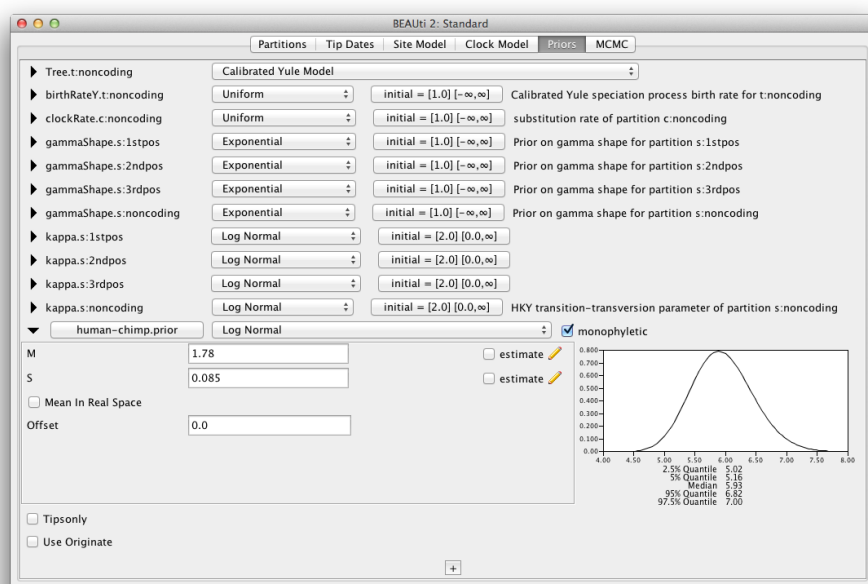 BEAUti 2: Standard
Partitions Tip Dates Site Model Clock Model Priors MCMC
Tree.t:noncoding Calibrated Yule Model
birthRateY.t:noncoding Uniform initial = [1.0] [-∞,∞] Calibrated Yule speciation process birth rate for t:noncoding
clockRate.c:noncoding Uniform initial = [1.0] [-∞,∞] substitution rate of partition c:noncoding
gammaShape.s:1stpos Exponential initial = [1.0] [-∞,∞] Prior on gamma shape for partition s:1stpos
gammaShape.s:2ndpos Exponential initial = [1.0] [-∞,∞] Prior on gamma shape for partition s:2ndpos
gammaShape.s:3rdpos Exponential initial = [1.0] [-∞,∞] Prior on gamma shape for partition s:3rdpos
gammaShape.s:noncoding Exponential initial = [1.0] [-∞,∞] Prior on gamma shape for partition s:noncoding
kappa.s:1stpos Log Normal initial = [2.0] [0.0,∞]
kappa.s:2ndpos Log Normal initial = [2.0] [0.0,∞]
kappa.s:3rdpos Log Normal initial = [2.0] [0.0,∞]
kappa.s:noncoding Log Normal initial = [2.0] [0.0,∞] HKY transition-transversion parameter of partition s:noncoding
human-chimp.prior Log Normal monophyletic
M 1.78 estimate
S 0.085 estimate
Mean In Real Space
Offset 0.0
0.800
0.700
0.600
0.500
0.400
0.300
0.200
0.100
0.00
4.00 4.50 5.00 5.50 6.00 6.50 7.00 7.50 8.00
2.5% Quantile 5.02
5% Quantile 5.16
Median 5.93
95% Quantile 6.82
97.5% Quantile 7.00
Tipsonly
Use Originate
+